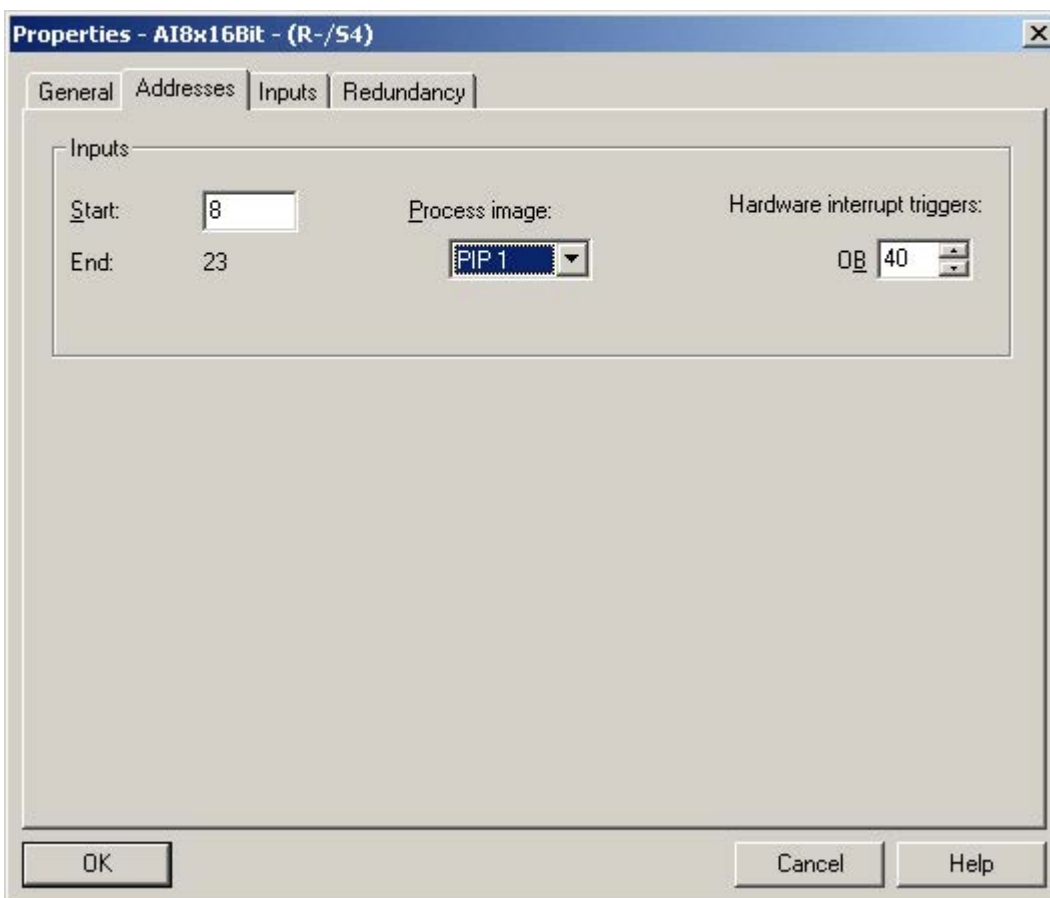 Properties - AI8x16Bit - (R-/S4)
General Addresses Inputs Redundancy
Inputs
Start: 8 Process image: Hardware interrupt triggers:
End: 23 PIP 1 OB 40
OK Cancel Help